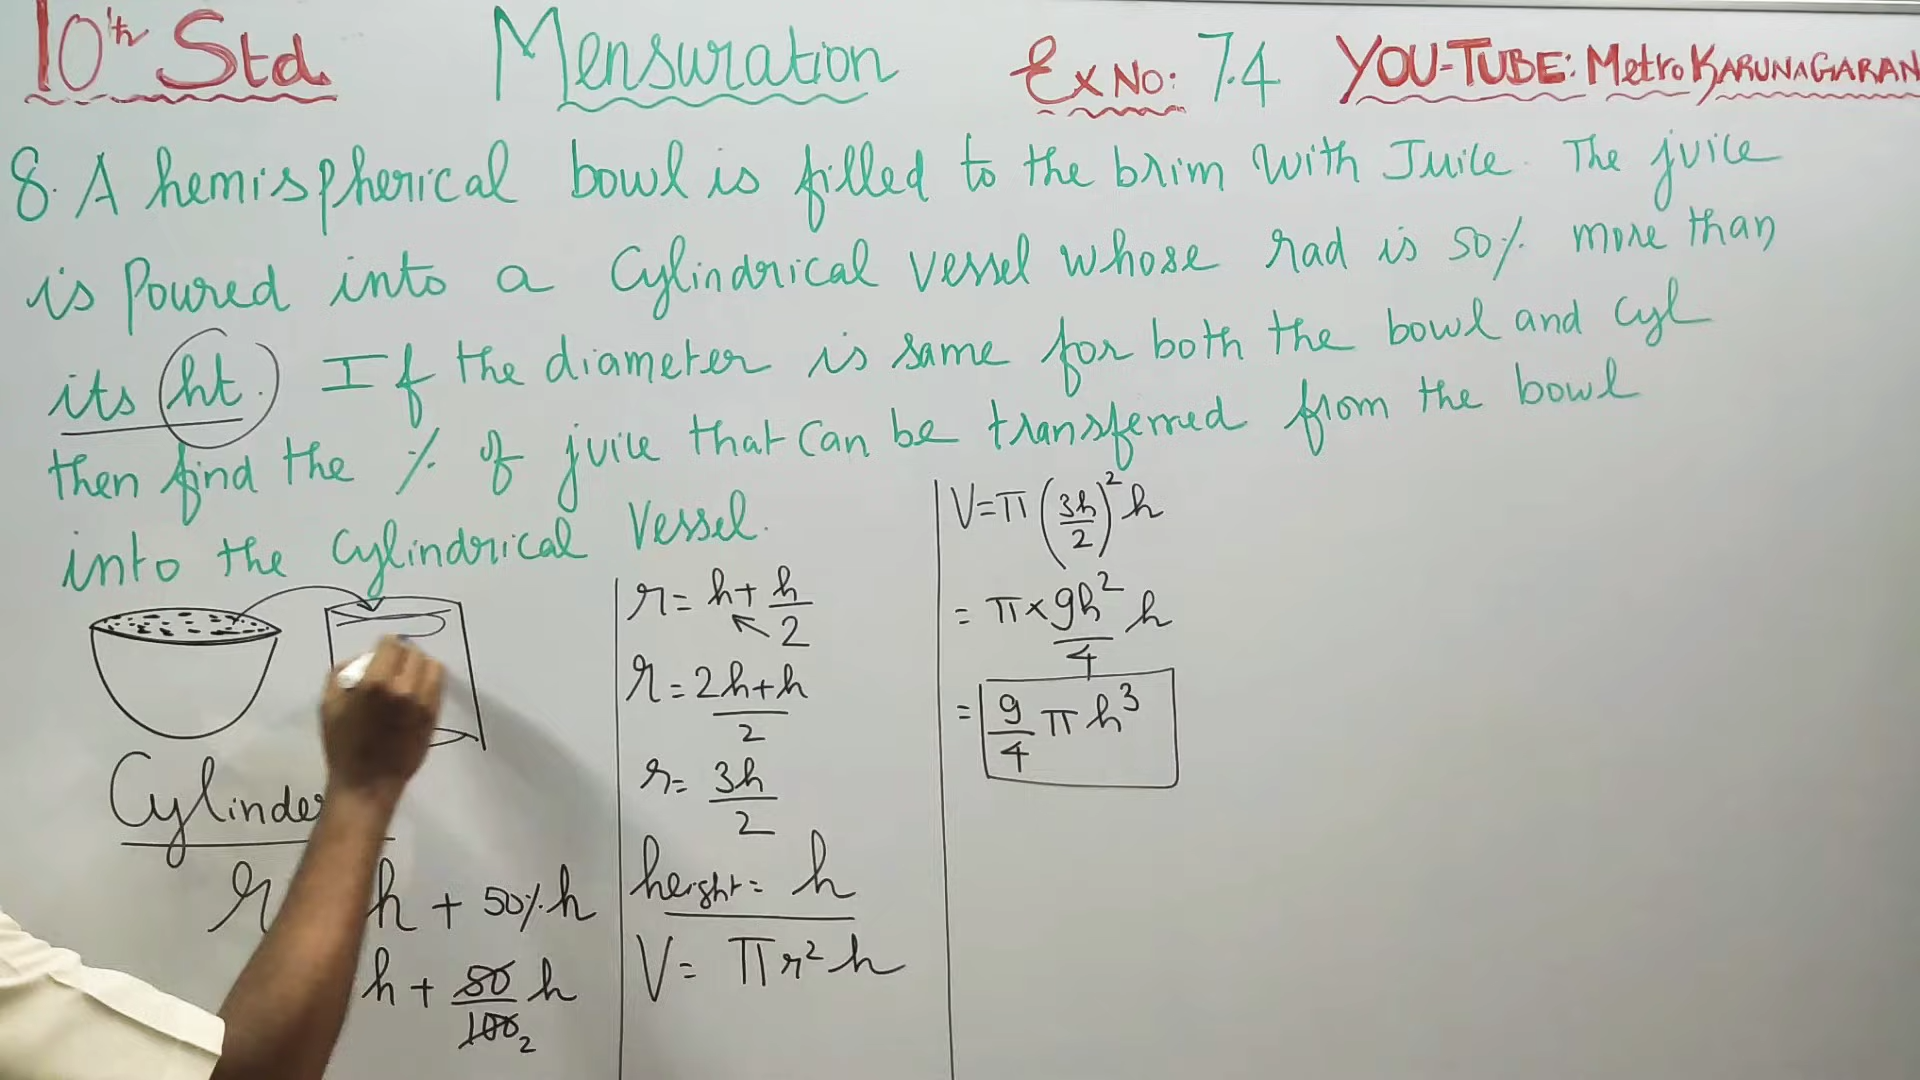 10th Std Mensuration Ex No: 7.4 YOU-TUBE: Metro KARUNAGARAN
8. A hemispherical bowl is filled to the brim with Juice. The juice
is Poured into a Cylindrical vessel whose rad is 50% more than
its ht. If the diameter is same for both the bowl and cyl
then find the % of juice that can be transferred from the bowl
into the cylindrical vessel.
Cylinder
r h + 50% h
h + 50/100 2 h
r = h + h/2
r = 2h+h/2
r = 3h/2
height = h
V = πr²h
V = π (3h/2)² h
= π × 9h²/4 h
= 9/4 πh³